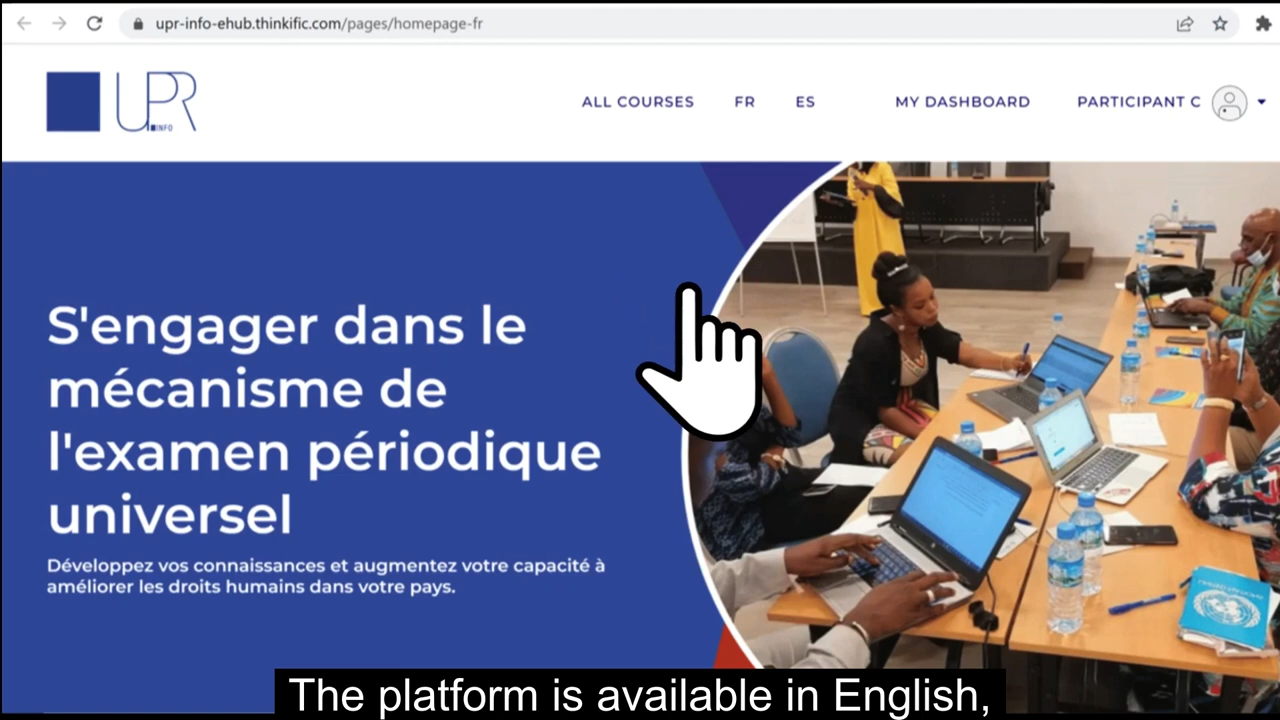 upr-info-ehub.thinkific.com/pages/homepage-fr
UPR
INFO
ALL COURSES FR ES MY DASHBOARD PARTICIPANT C
S'engager dans le
mécanisme de
l'examen périodique
universel
Développez vos connaissances et augmentez votre capacité à
améliorer les droits humains dans votre pays.
The platform is available in English,